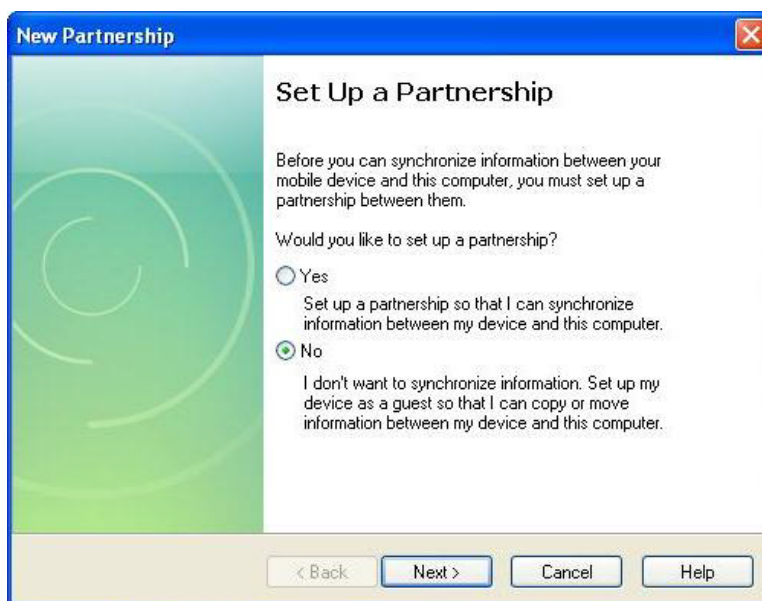 New Partnership
Set Up a Partnership
Before you can synchronize information between your
mobile device and this computer, you must set up a
partnership between them.
Would you like to set up a partnership?
Yes
Set up a partnership so that I can synchronize
information between my device and this computer.
No
I don't want to synchronize information. Set up my
device as a guest so that I can copy or move
information between my device and this computer.
< Back Next > Cancel Help